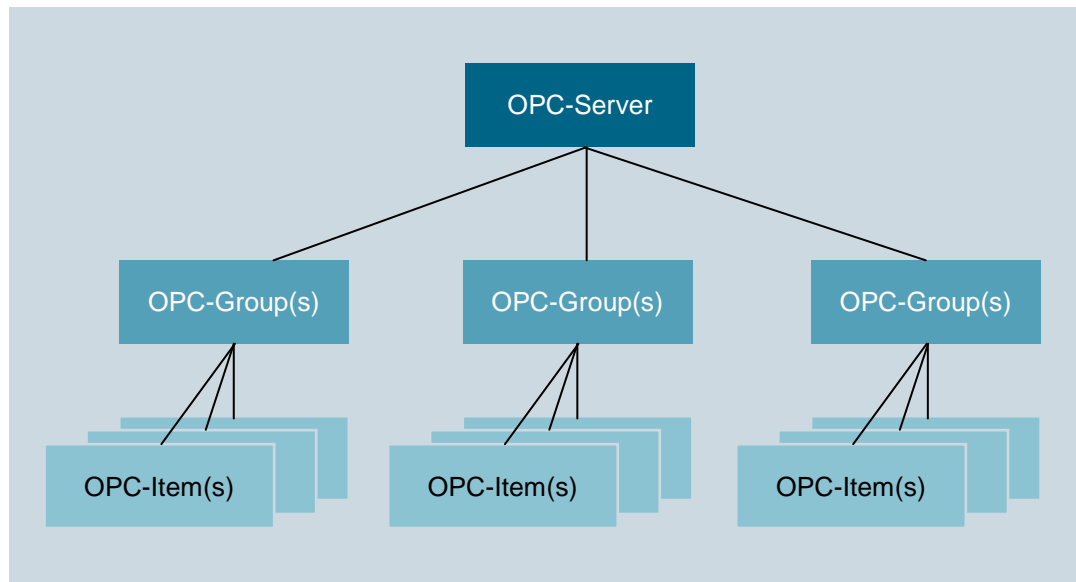 OPC-Server
OPC-Group(s)
OPC-Group(s)
OPC-Group(s)
OPC-Item(s)
OPC-Item(s)
OPC-Item(s)